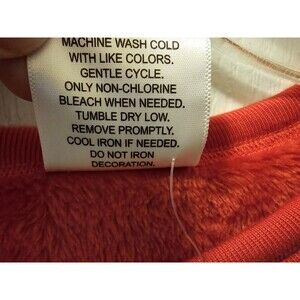 MACHINE WASH COLD
WITH LIKE COLORS.
GENTLE CYCLE.
ONLY NON-CHLORINE
BLEACH WHEN NEEDED.
TUMBLE DRY LOW.
REMOVE PROMPTLY.
COOL IRON IF NEEDED.
DO NOT IRON
DECORATION.